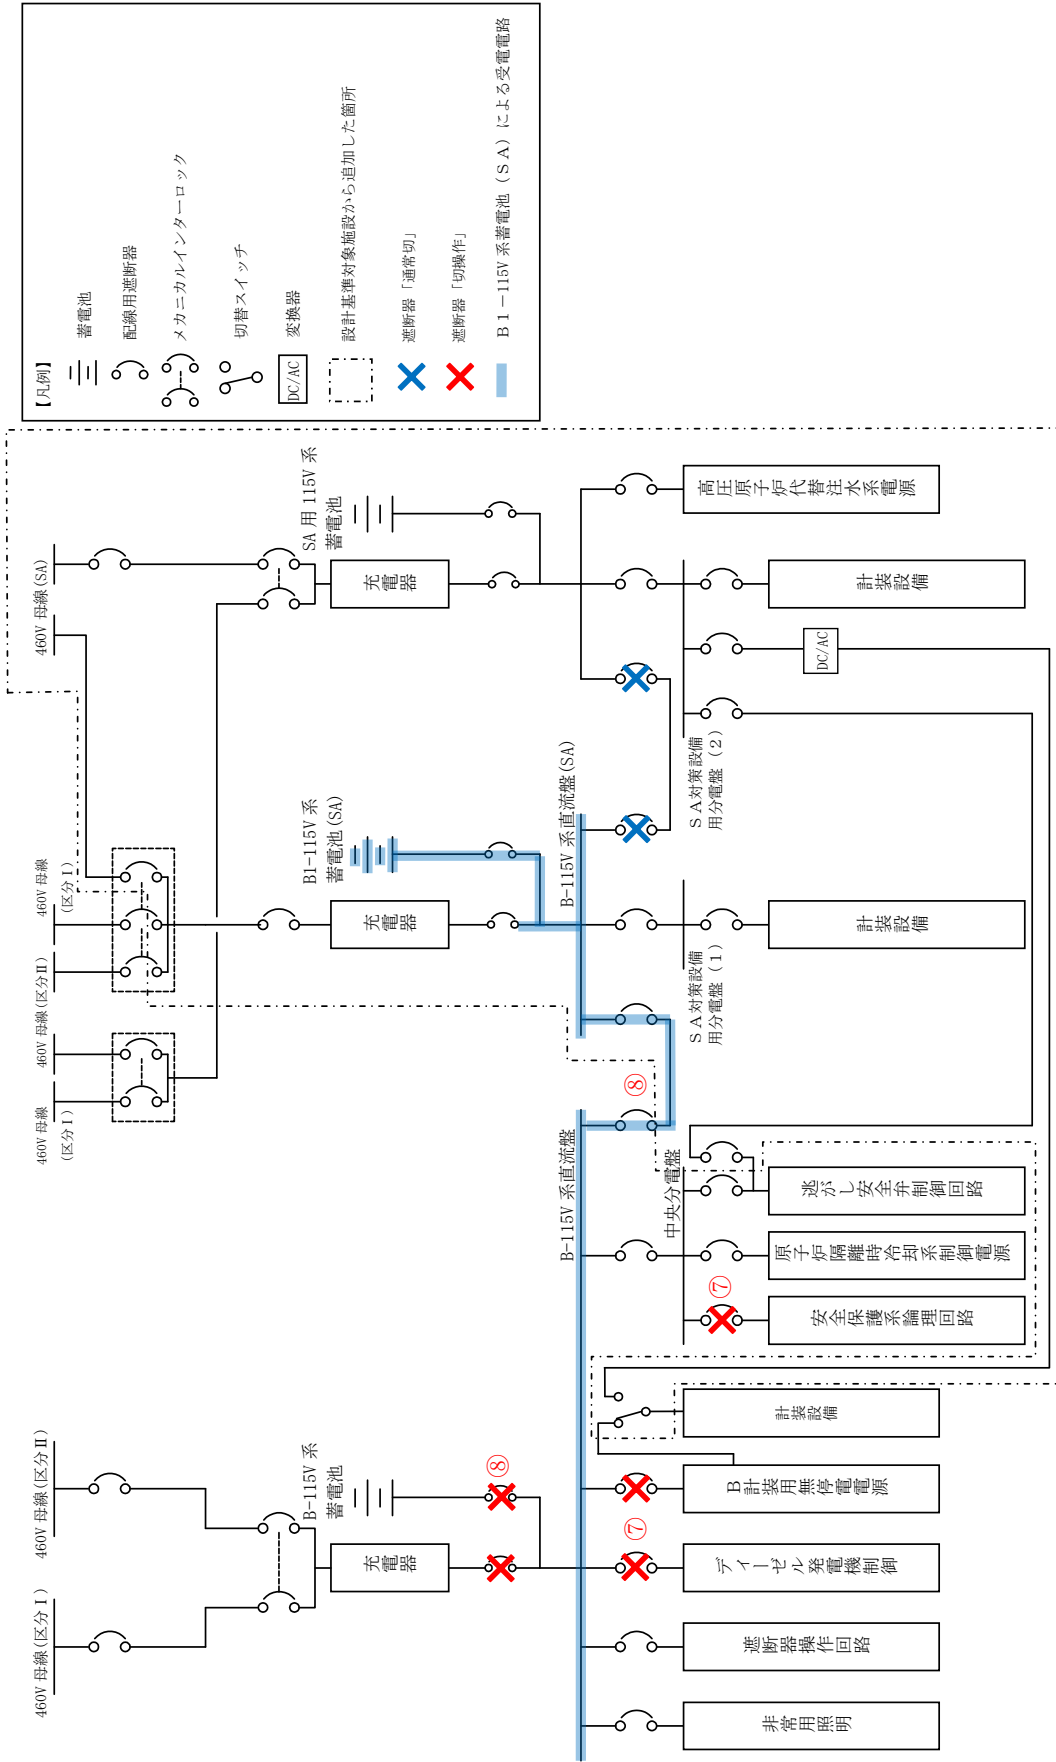 【凡例】
蓄電池
配線用遮断器
メカニカルインターロック
切替スイッチ
DC/AC
変換器
設計基準対象施設から追加した箇所
遮断器「通常切」
遮断器「切操作」
B1-115V 系蓄電池（SA）による受電電路
460V 母線(区分Ⅰ)
460V 母線(区分Ⅱ)
460V 母線
(区分Ⅰ)
460V 母線(区分Ⅱ)
460V 母線
(区分Ⅰ)
460V 母線(SA)
B-115V 系
蓄電池
充電器
⑧
B1-115V 系
蓄電池(SA)
充電器
SA 用 115V 系
蓄電池
充電器
B-115V 系直流盤
B-115V 系直流盤(SA)
⑦
⑧
非常用照明
遮断器操作回路
ディーゼル発電機制御
B計装用無停電電源
計装設備
中央分電盤
⑦
安全保護系論理回路
原子炉隔離時冷却系制御電源
逃がし安全弁制御回路
ＳＡ対策設備
用分電盤（１）
計装設備
ＳＡ対策設備
用分電盤（２）
DC/AC
計装設備
高圧原子炉代替注水系電源